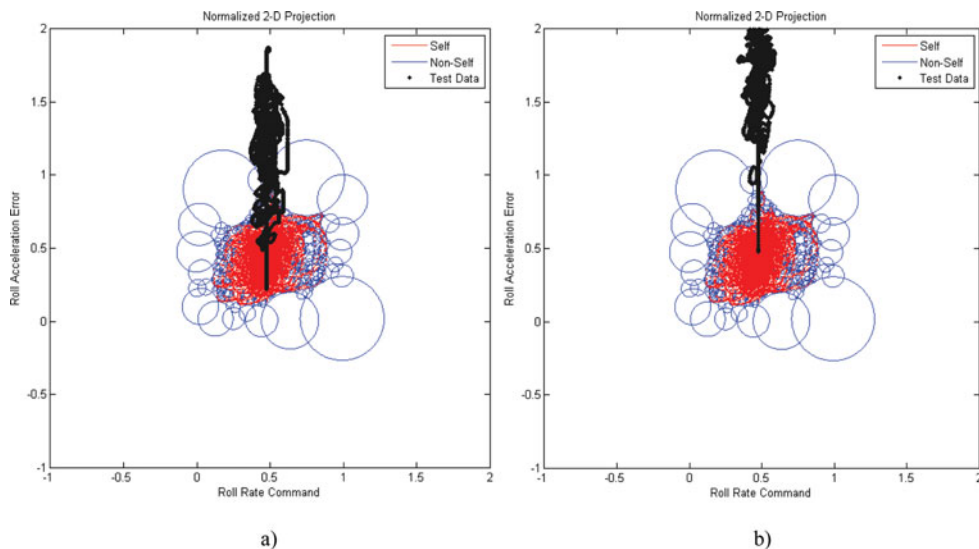 Normalized 2-D Projection
2
1.5
1
0.5
0
-0.5
-1
Roll Acceleration Error
-1
-0.5
0
0.5
1
1.5
2
Roll Rate Command
Self
Non-Self
Test Data
a)
Normalized 2-D Projection
2
1.5
1
0.5
0
-0.5
-1
Roll Acceleration Error
-1
-0.5
0
0.5
1
1.5
2
Roll Rate Command
Self
Non-Self
Test Data
b)